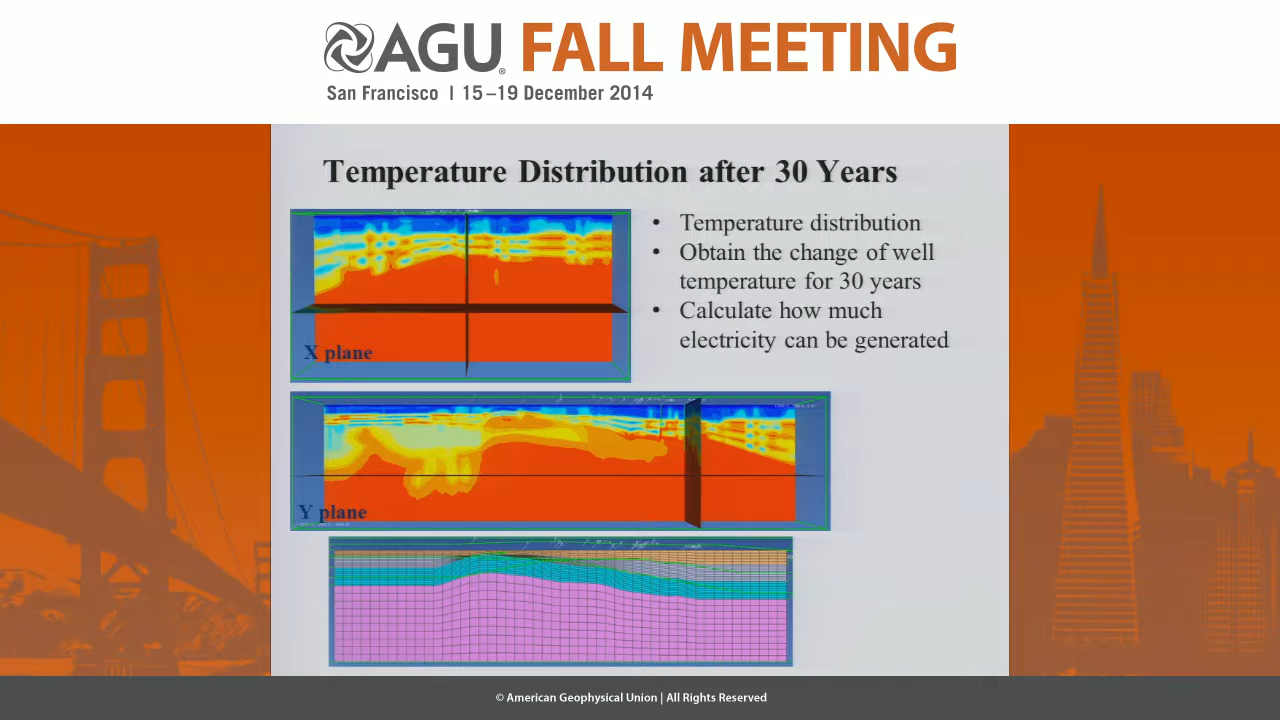 AGU FALL MEETING
San Francisco | 15–19 December 2014
Temperature Distribution after 30 Years
• Temperature distribution
• Obtain the change of well
temperature for 30 years
• Calculate how much
electricity can be generated
X plane
Y plane
© American Geophysical Union | All Rights Reserved